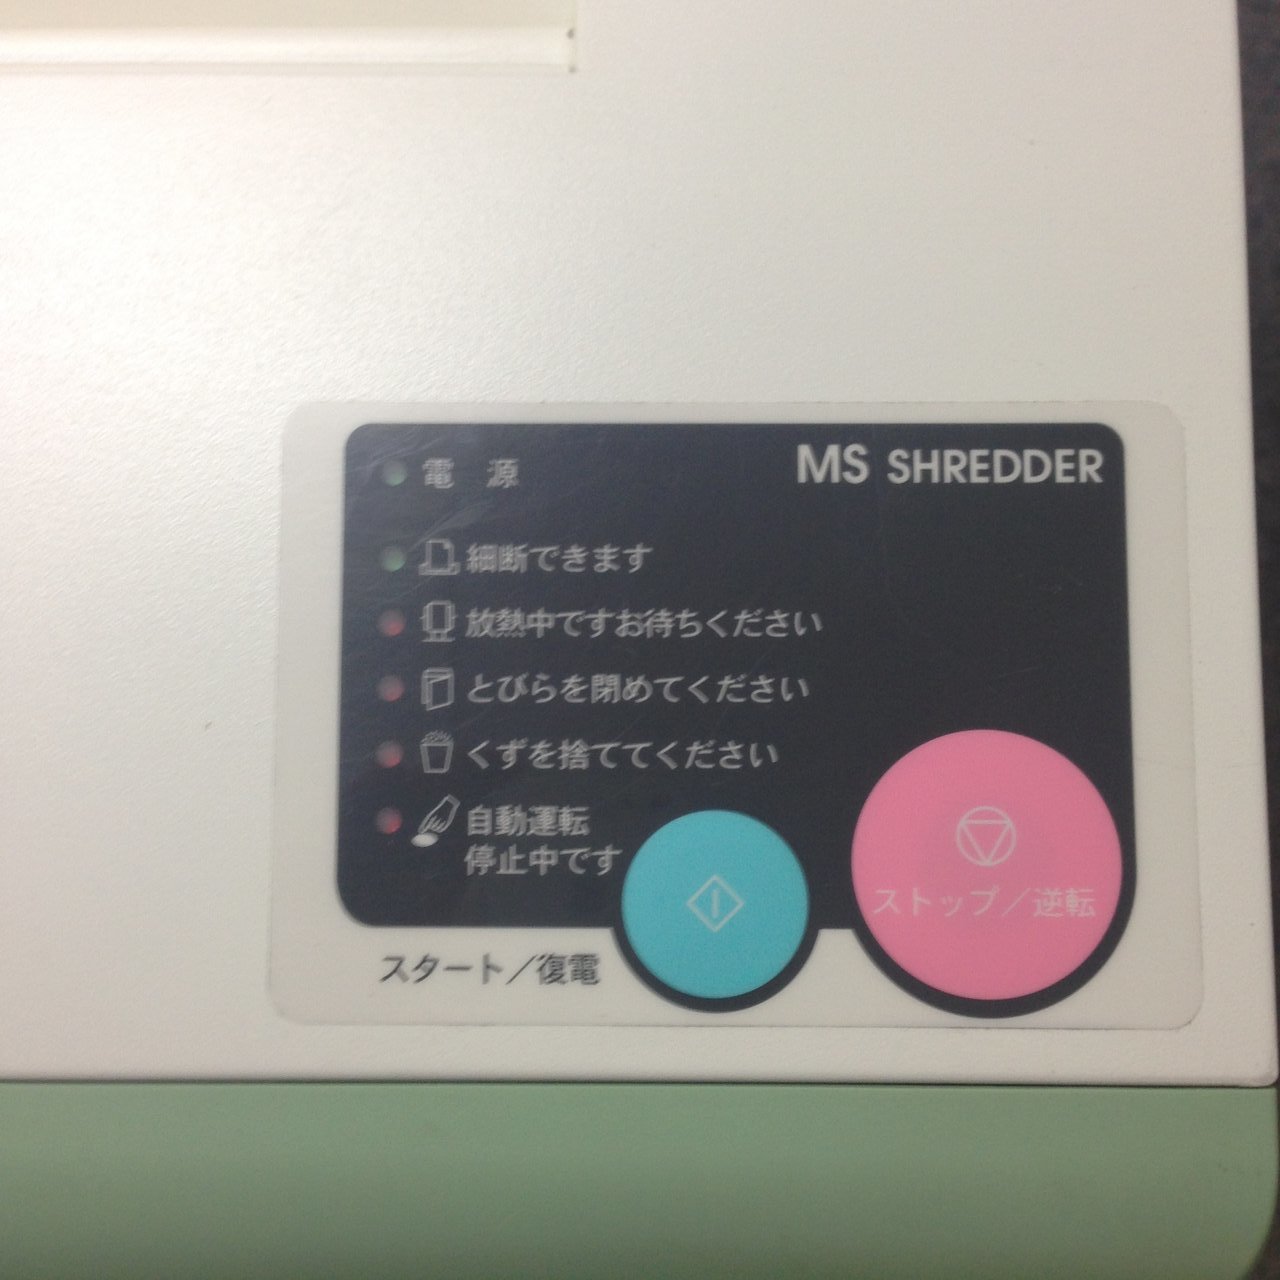 MS SHREDDER
電 源
細断できます
放熱中ですお待ちください
とびらを閉めてください
くずを捨ててください
自動運転
停止中です
ストップ／逆転
スタート／復電